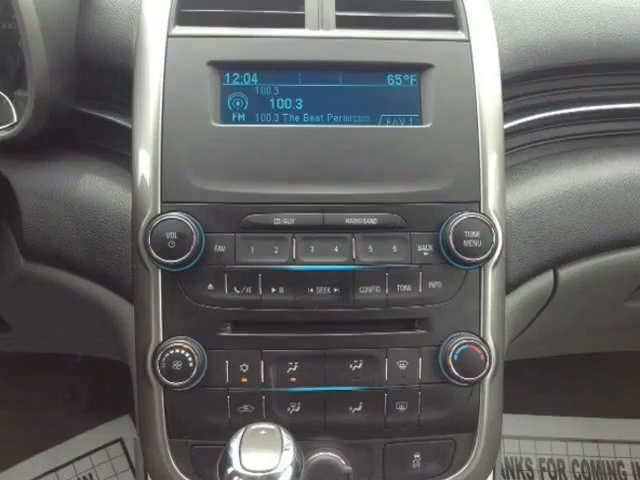 12:04 65°F
100.3
100.3
FM 100.3 The Beat Permission FAV 1
CD/AUX RADIO/BAND
VOL FAV 1 2 3 4 5 6 BACK TUNE
MENU
SEEK CONFIG TONE INFO
ANKS FOR COMING IN